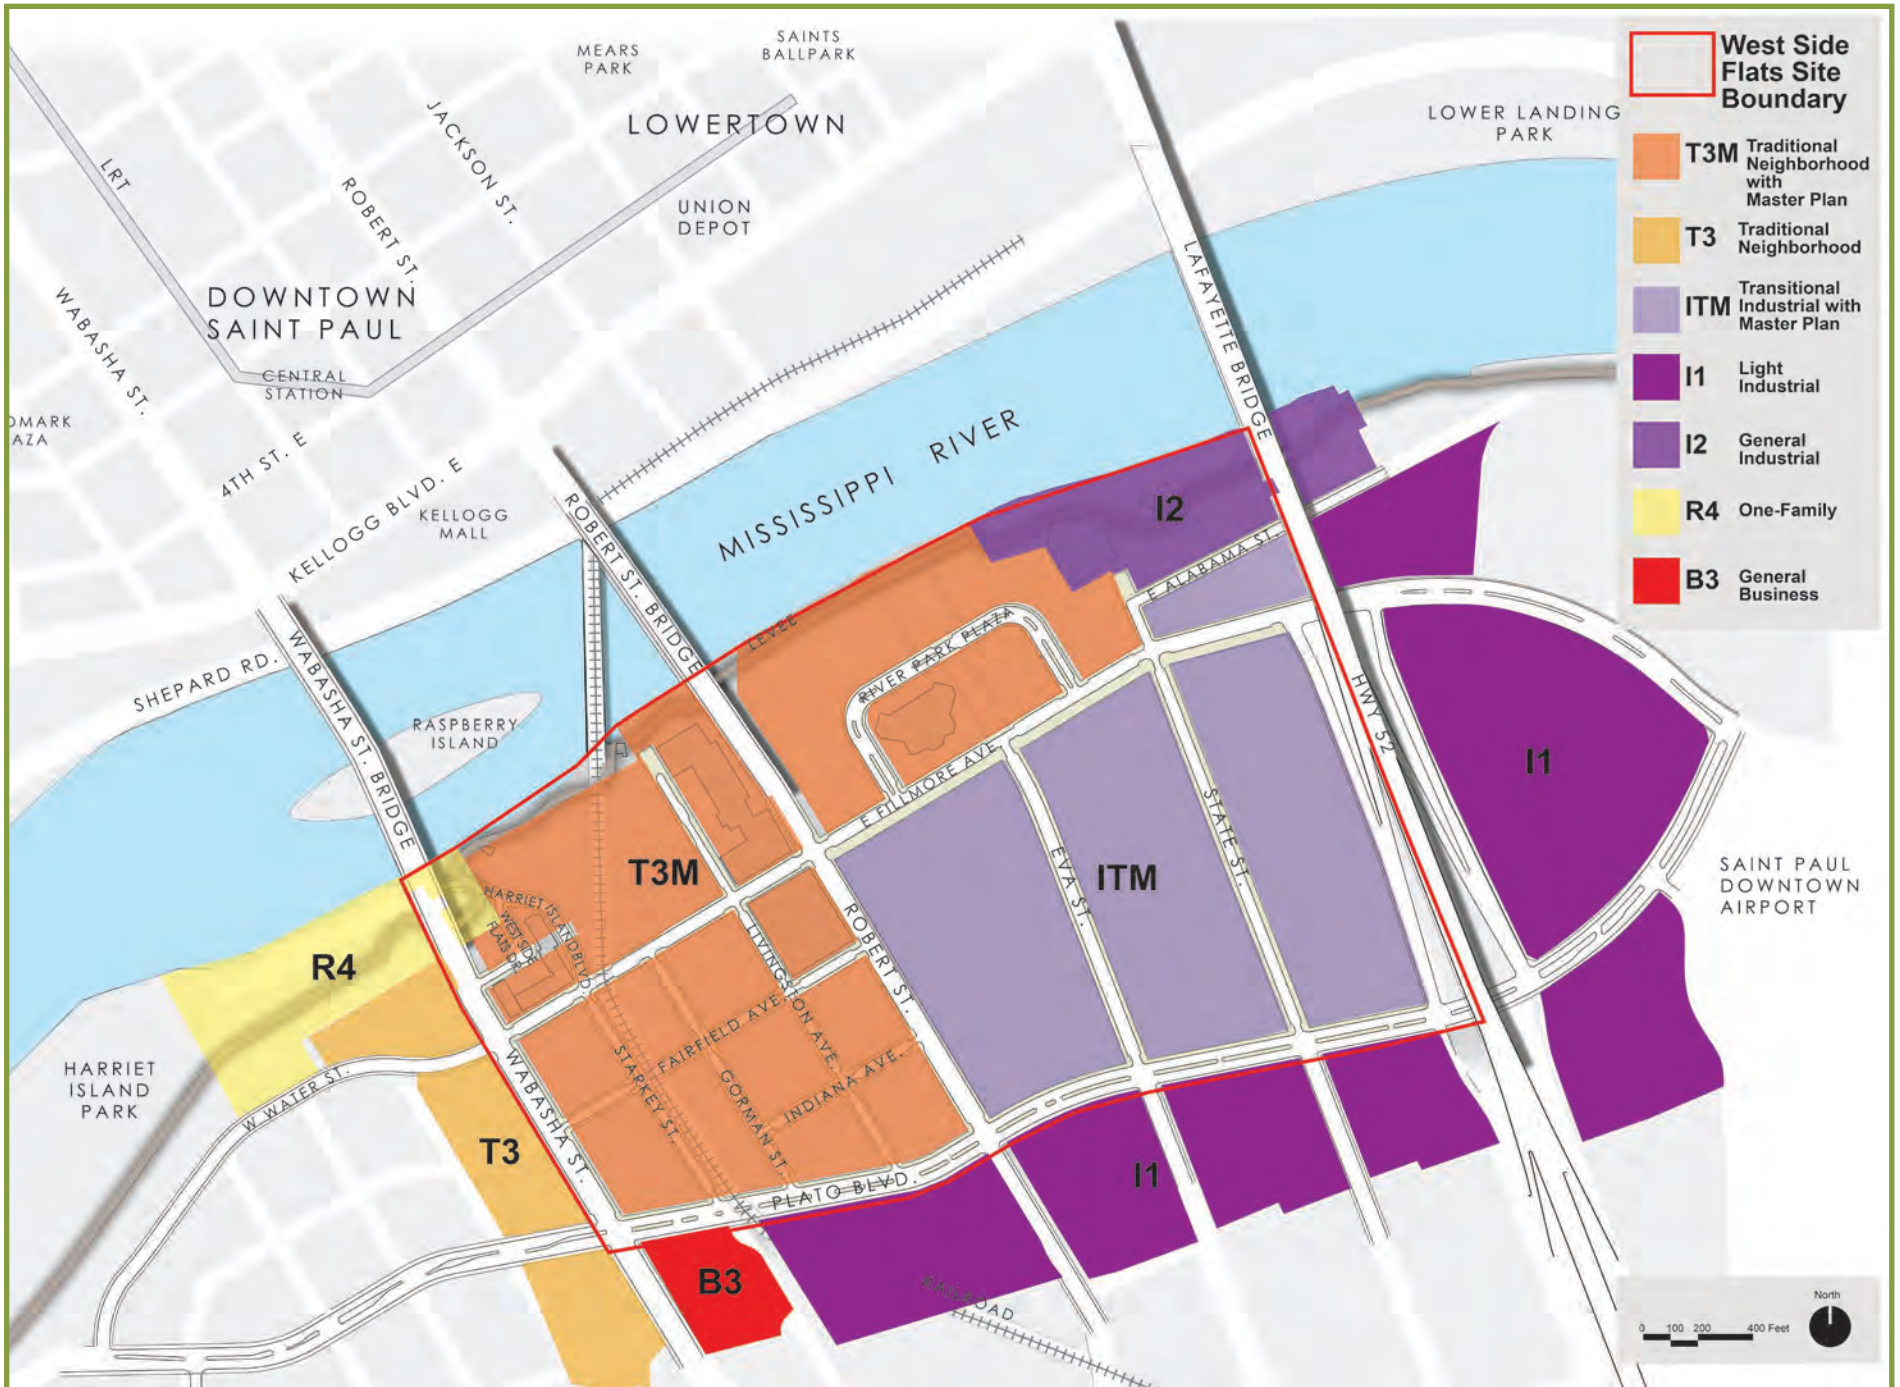 MEARS
PARK
SAINTS
BALLPARK
LOWERTOWN
JACKSON ST.
LRT
ROBERT ST.
UNION
DEPOT
LOWER LANDING
PARK
DOWNTOWN
SAINT PAUL
WABASHA ST.
CENTRAL
STATION
4TH ST. E
KELLOGG BLVD. E
KELLOGG
MALL
LAFAYETTE BRIDGE
MISSISSIPPI RIVER
ROBERT ST. BRIDGE
I2
E ALABAMA ST.
LEVEE
RIVER PARK PLAZA
SHEPARD RD.
WABASHA ST. BRIDGE
RASPBERRY
ISLAND
HWY 52
I1
E FILLMORE AVE
STATE ST.
EVA ST.
ITM
T3M
HARRIET ISLAND BLVD.
WEST SIDE
FLATS DR.
LIVINGSTON AVE.
ROBERT ST.
SAINT PAUL
DOWNTOWN
AIRPORT
R4
FAIRFIELD AVE.
STARKEY ST.
GORMAN ST.
INDIANA AVE.
HARRIET
ISLAND
PARK
W WATER ST.
WABASHA ST.
T3
I1
PLATO BLVD.
B3
RAILROAD
West Side
Flats Site
Boundary
T3M Traditional
Neighborhood
with
Master Plan
T3 Traditional
Neighborhood
ITM Transitional
Industrial with
Master Plan
I1 Light
Industrial
I2 General
Industrial
R4 One-Family
B3 General
Business
North
0 100 200 400 Feet